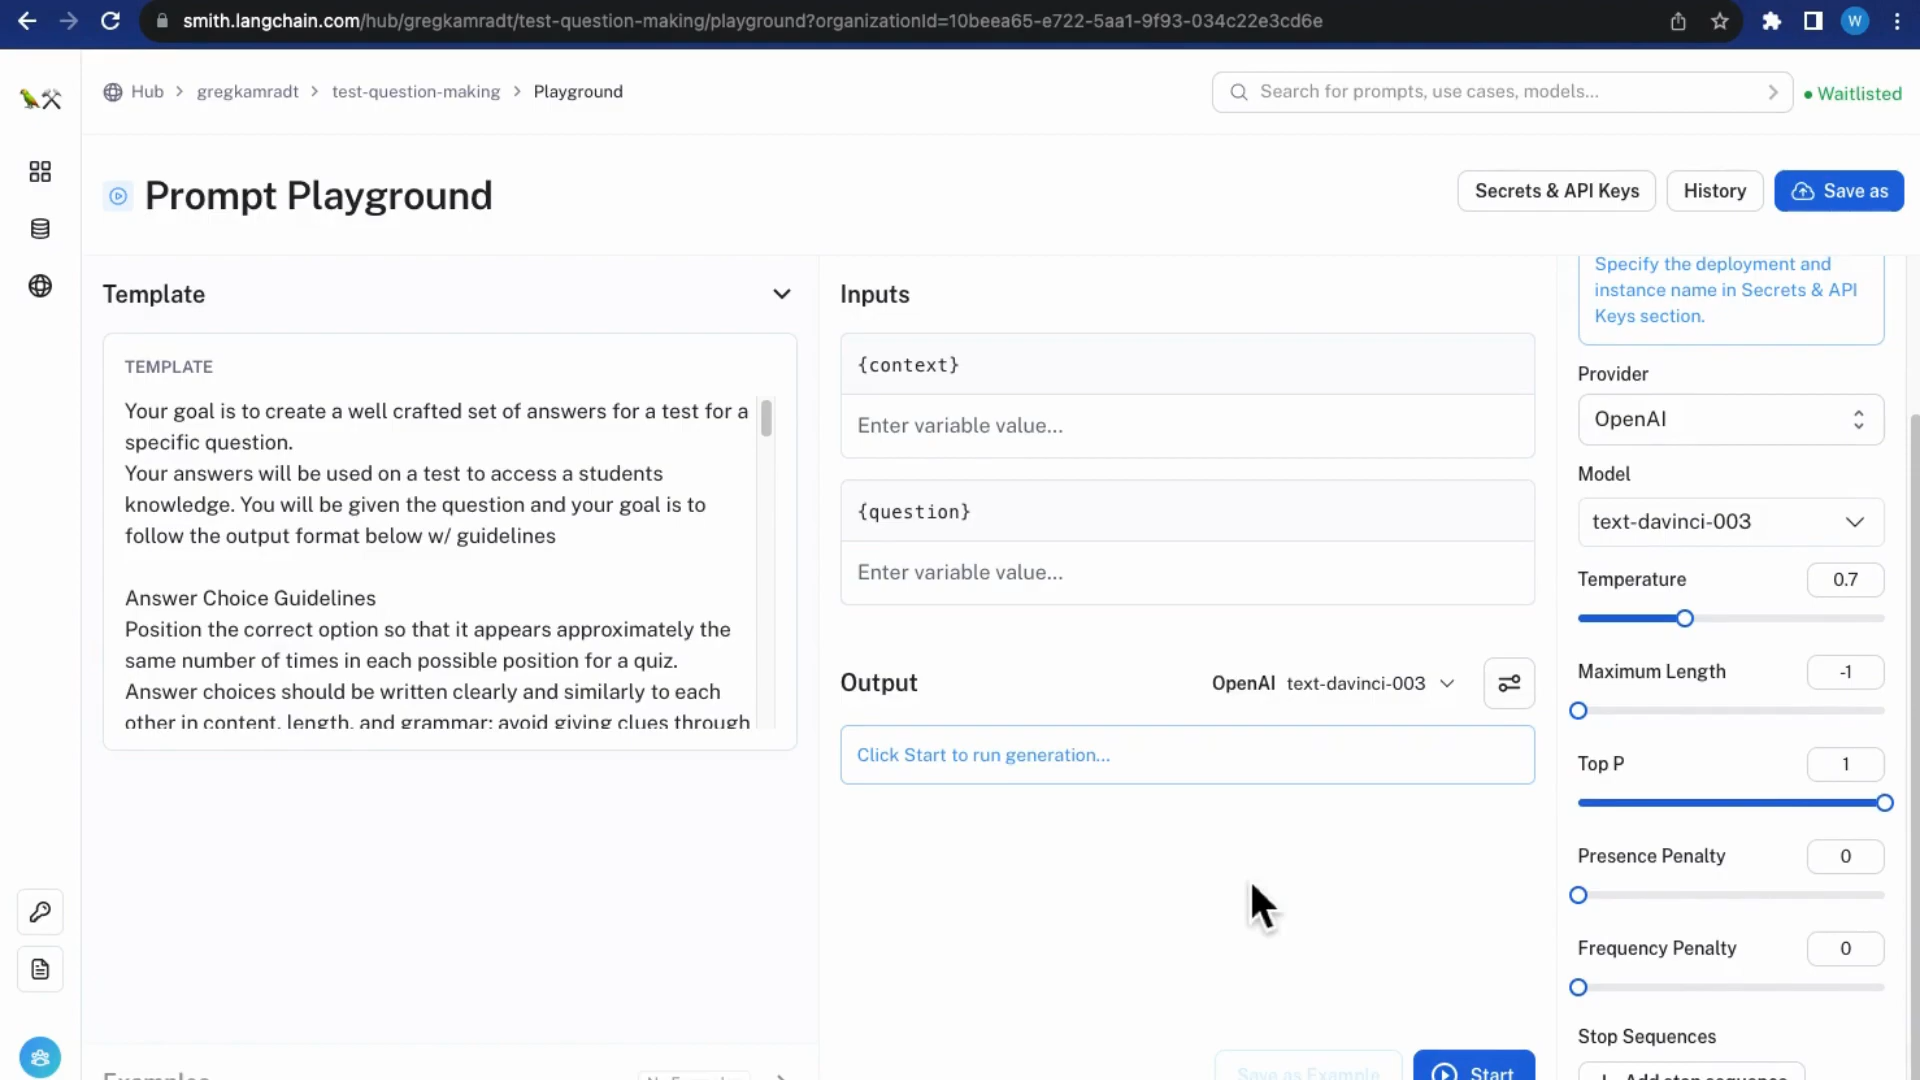 smith.langchain.com/hub/gregkamradt/test-question-making/playground?organizationId=10beea65-e722-5aa1-9f93-034c22e3cd6e
W
Hub > gregkamradt > test-question-making > Playground
Search for prompts, use cases, models...
Waitlisted
Prompt Playground
Secrets & API Keys
History
Save as
Template
TEMPLATE
Your goal is to create a well crafted set of answers for a test for a
specific question.
Your answers will be used on a test to access a students
knowledge. You will be given the question and your goal is to
follow the output format below w/ guidelines
Answer Choice Guidelines
Position the correct option so that it appears approximately the
same number of times in each possible position for a quiz.
Answer choices should be written clearly and similarly to each
other in content, length, and grammar; avoid giving clues through
Examples
Inputs
{context}
Enter variable value...
{question}
Enter variable value...
Output
OpenAI text-davinci-003
Click Start to run generation...
Save as Example
Start
Specify the deployment and
instance name in Secrets & API
Keys section.
Provider
OpenAI
Model
text-davinci-003
Temperature
0.7
Maximum Length
-1
Top P
1
Presence Penalty
0
Frequency Penalty
0
Stop Sequences
Add stop sequence